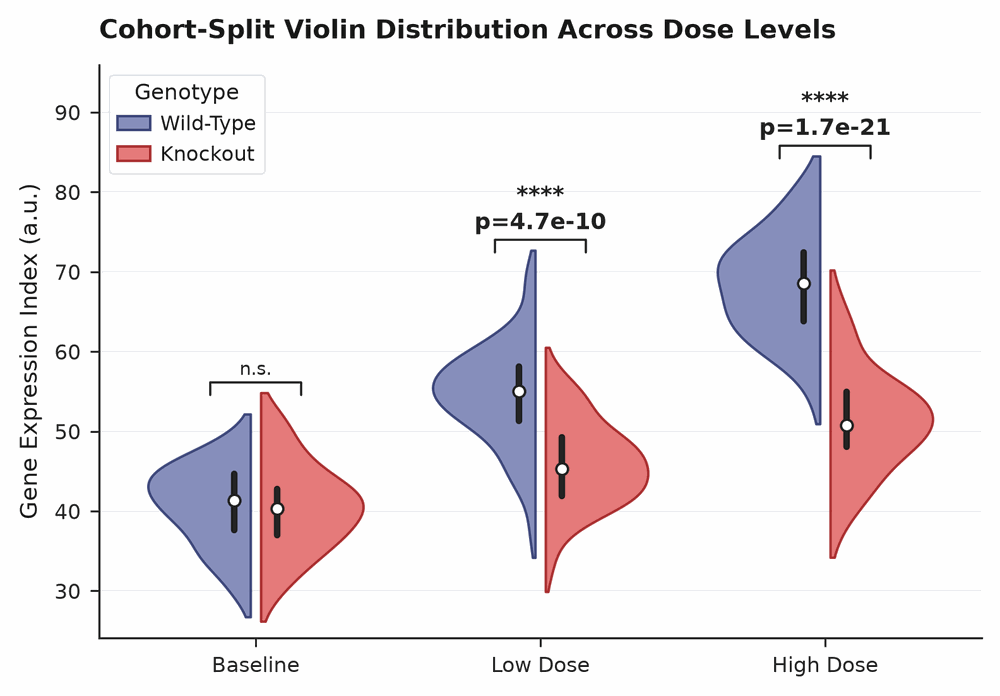 Cohort-Split Violin Distribution Across Dose Levels
Genotype
Wild-Type
Knockout
Gene Expression Index (a.u.)
90
80
70
60
50
40
30
n.s.
****
p=4.7e-10
****
p=1.7e-21
Baseline
Low Dose
High Dose